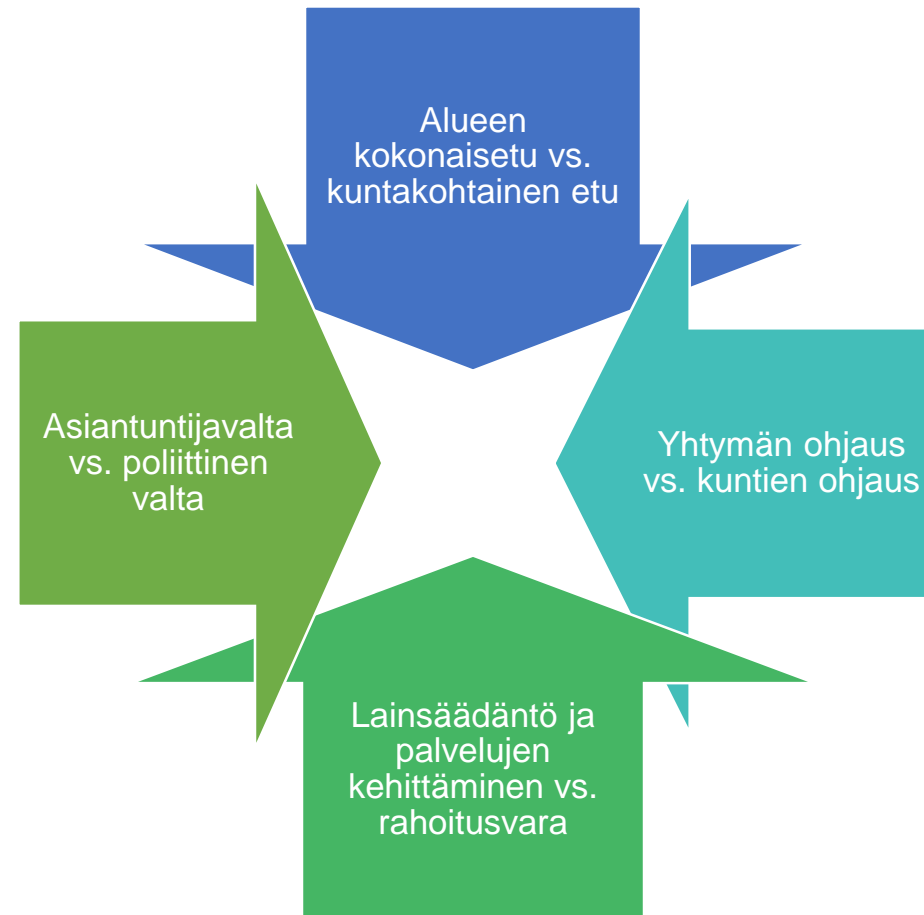 Alueen
kokonaisetu vs.
kuntakohtainen etu
Asiantuntijavalta
vs. poliittinen
valta
Yhtymän ohjaus
vs. kuntien ohjaus
Lainsäädäntö ja
palvelujen
kehittäminen vs.
rahoitusvara